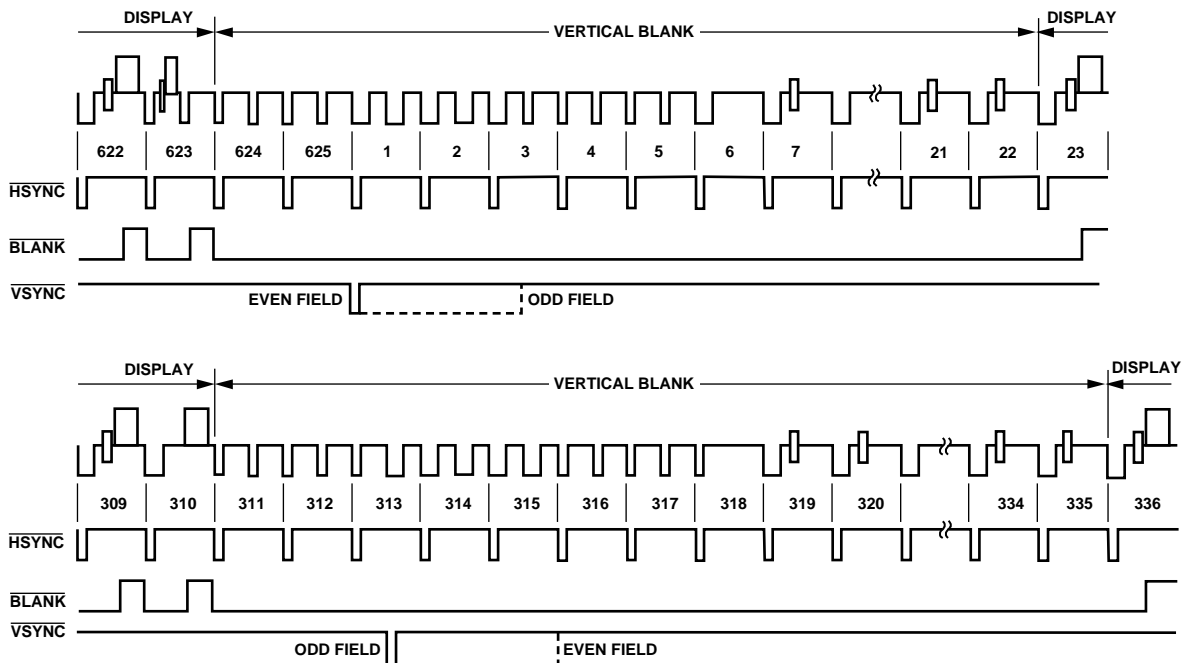 DISPLAY VERTICAL BLANK DISPLAY
622 623 624 625 1 2 3 4 5 6 7 21 22 23
HSYNC
BLANK
VSYNC
EVEN FIELD ODD FIELD
DISPLAY VERTICAL BLANK DISPLAY
309 310 311 312 313 314 315 316 317 318 319 320 334 335 336
HSYNC
BLANK
VSYNC
ODD FIELD EVEN FIELD